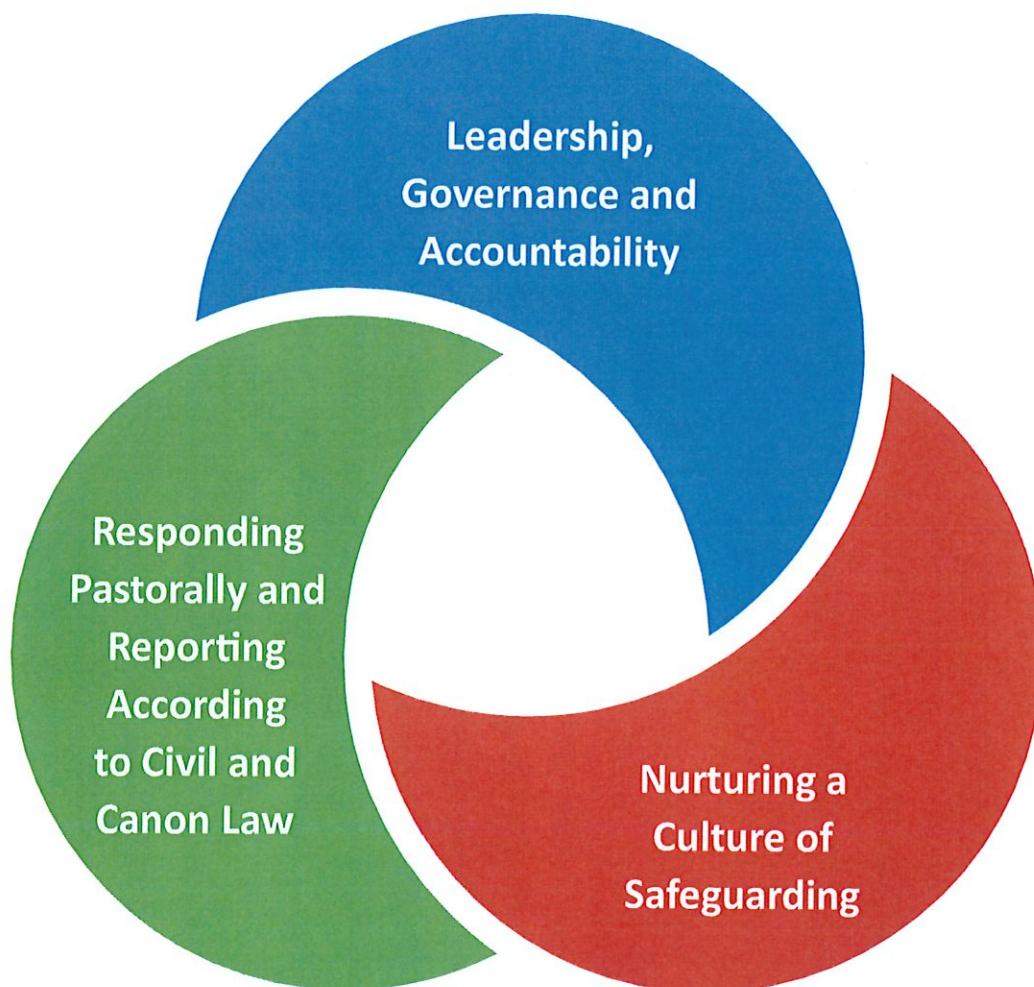 Leadership,
Governance and
Accountability
Responding
Pastorally and
Reporting
According
to Civil and
Canon Law
Nurturing a
Culture of
Safeguarding